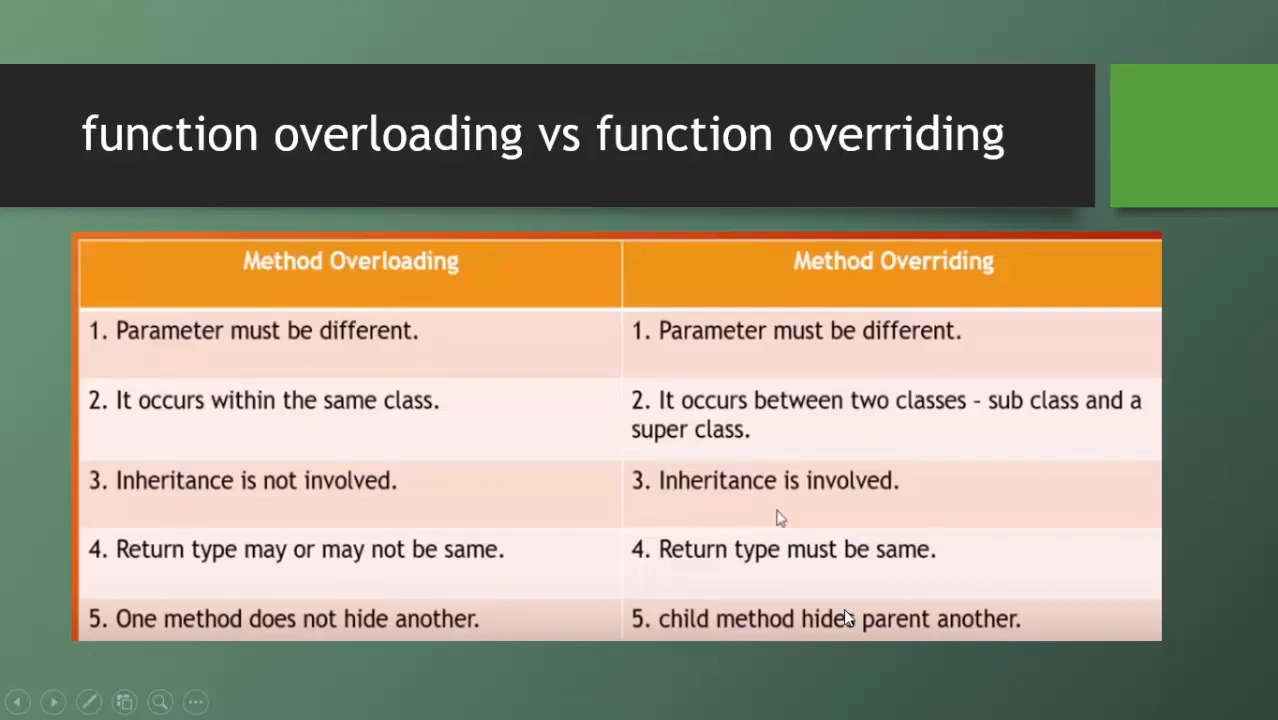 function overloading vs function overriding
Method Overloading
Method Overriding
1. Parameter must be different.
1. Parameter must be different.
2. It occurs within the same class.
2. It occurs between two classes – sub class and a
super class.
3. Inheritance is not involved.
3. Inheritance is involved.
4. Return type may or may not be same.
4. Return type must be same.
5. One method does not hide another.
5. child method hides parent another.